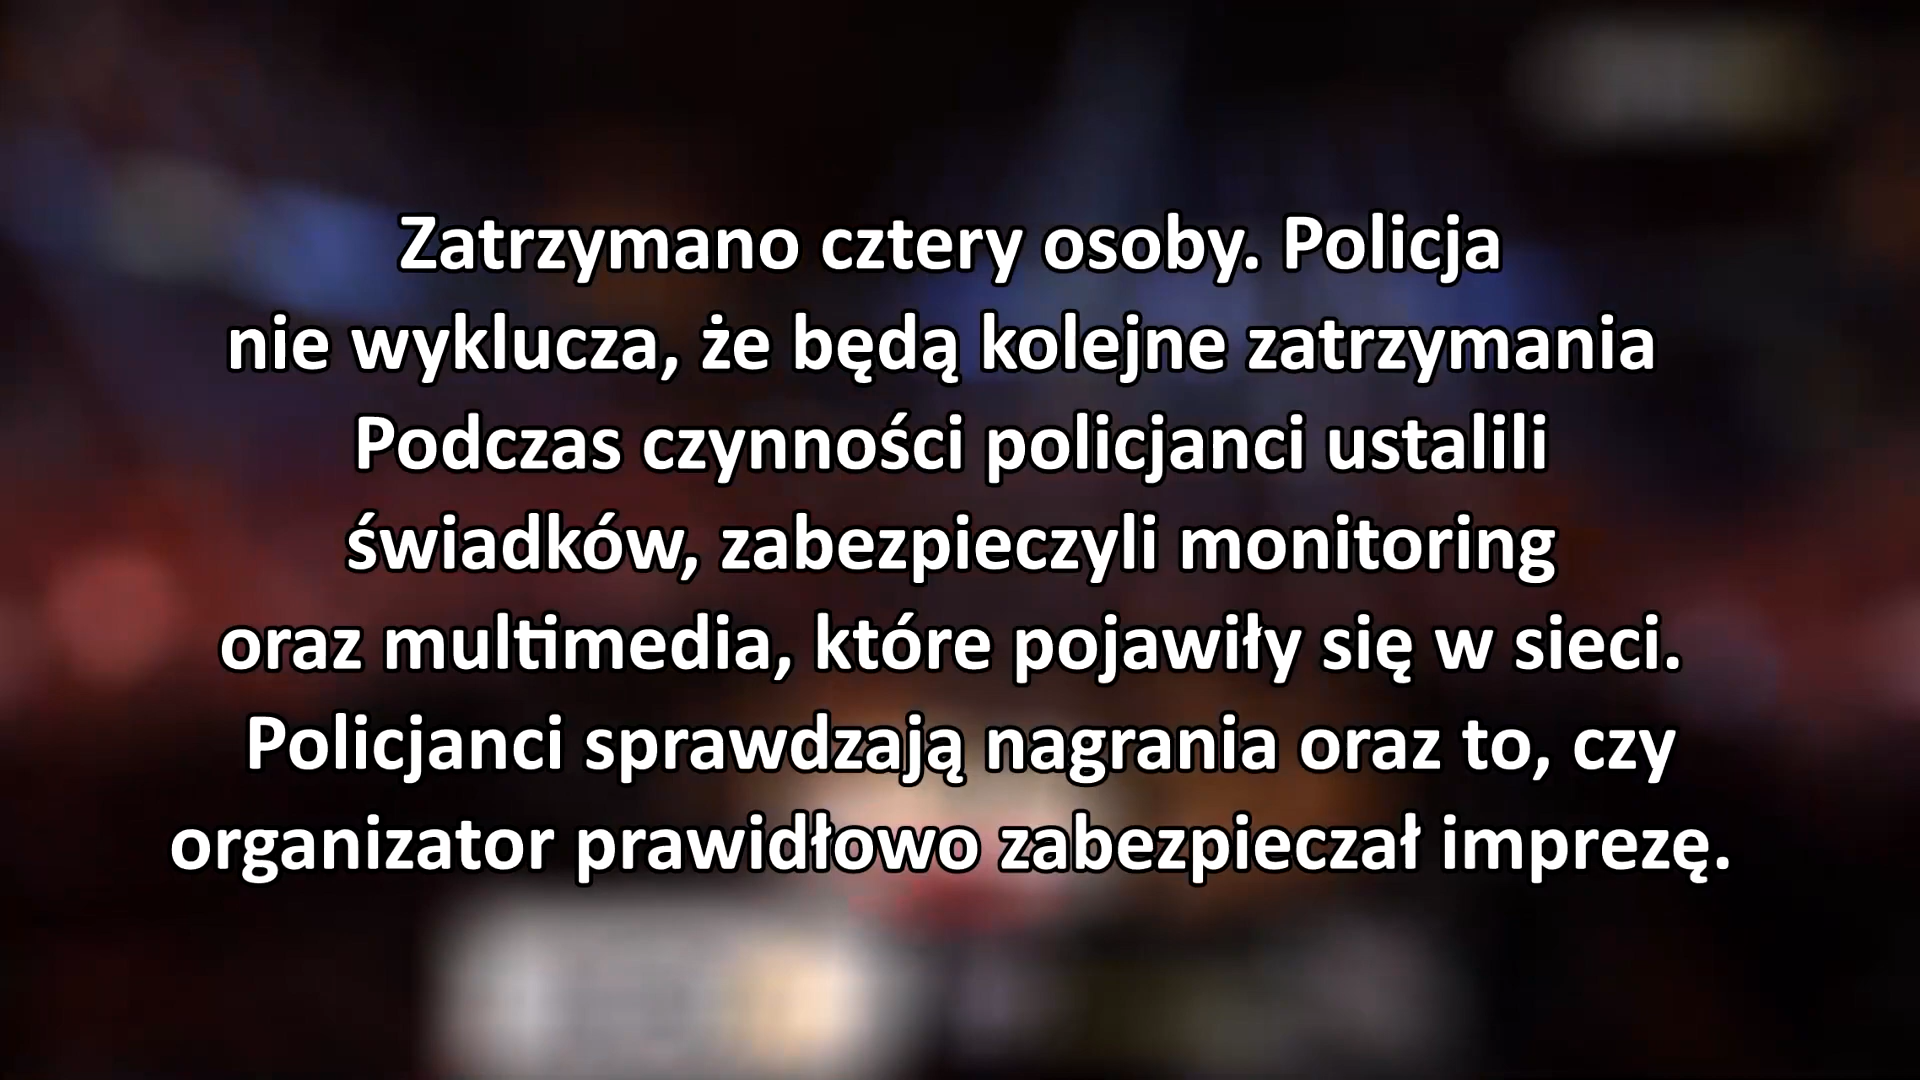 Zatrzymano cztery osoby. Policja
nie wyklucza, że będą kolejne zatrzymania
Podczas czynności policjanci ustalili
świadków, zabezpieczyli monitoring
oraz multimedia, które pojawiły się w sieci.
Policjanci sprawdzają nagrania oraz to, czy
organizator prawidłowo zabezpieczał imprezę.